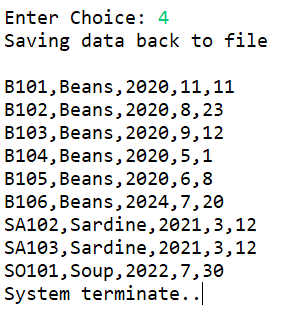 Enter Choice: 4
Saving data back to file
B101,Beans,2020,11,11
B102,Beans,2020,8,23
B103,Beans,2020,9,12
B104,Beans,2020,5,1
B105,Beans,2020,6,8
B106,Beans,2024,7,20
SA102,Sardine,2021,3,12
SA103,Sardine,2021,3,12
SO101,Soup,2022,7,30
System terminate..